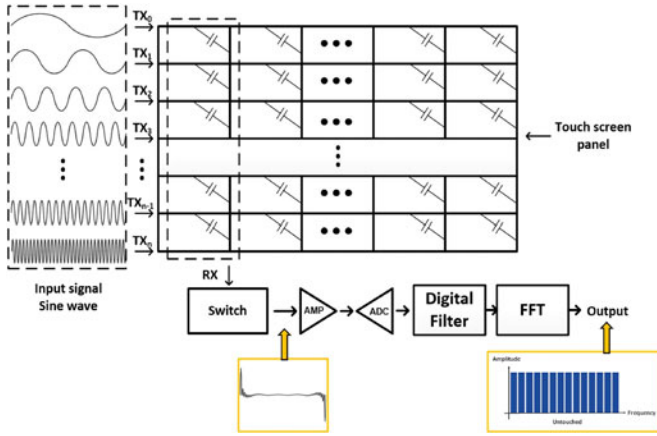 TX0
TX1
TX2
TX3
TXn-1
TXn
Input signal
Sine wave
Touch screen
panel
RX
Switch
AMP
ADC
Digital
Filter
FFT
Output
Amplitude
Frequency
Untouched